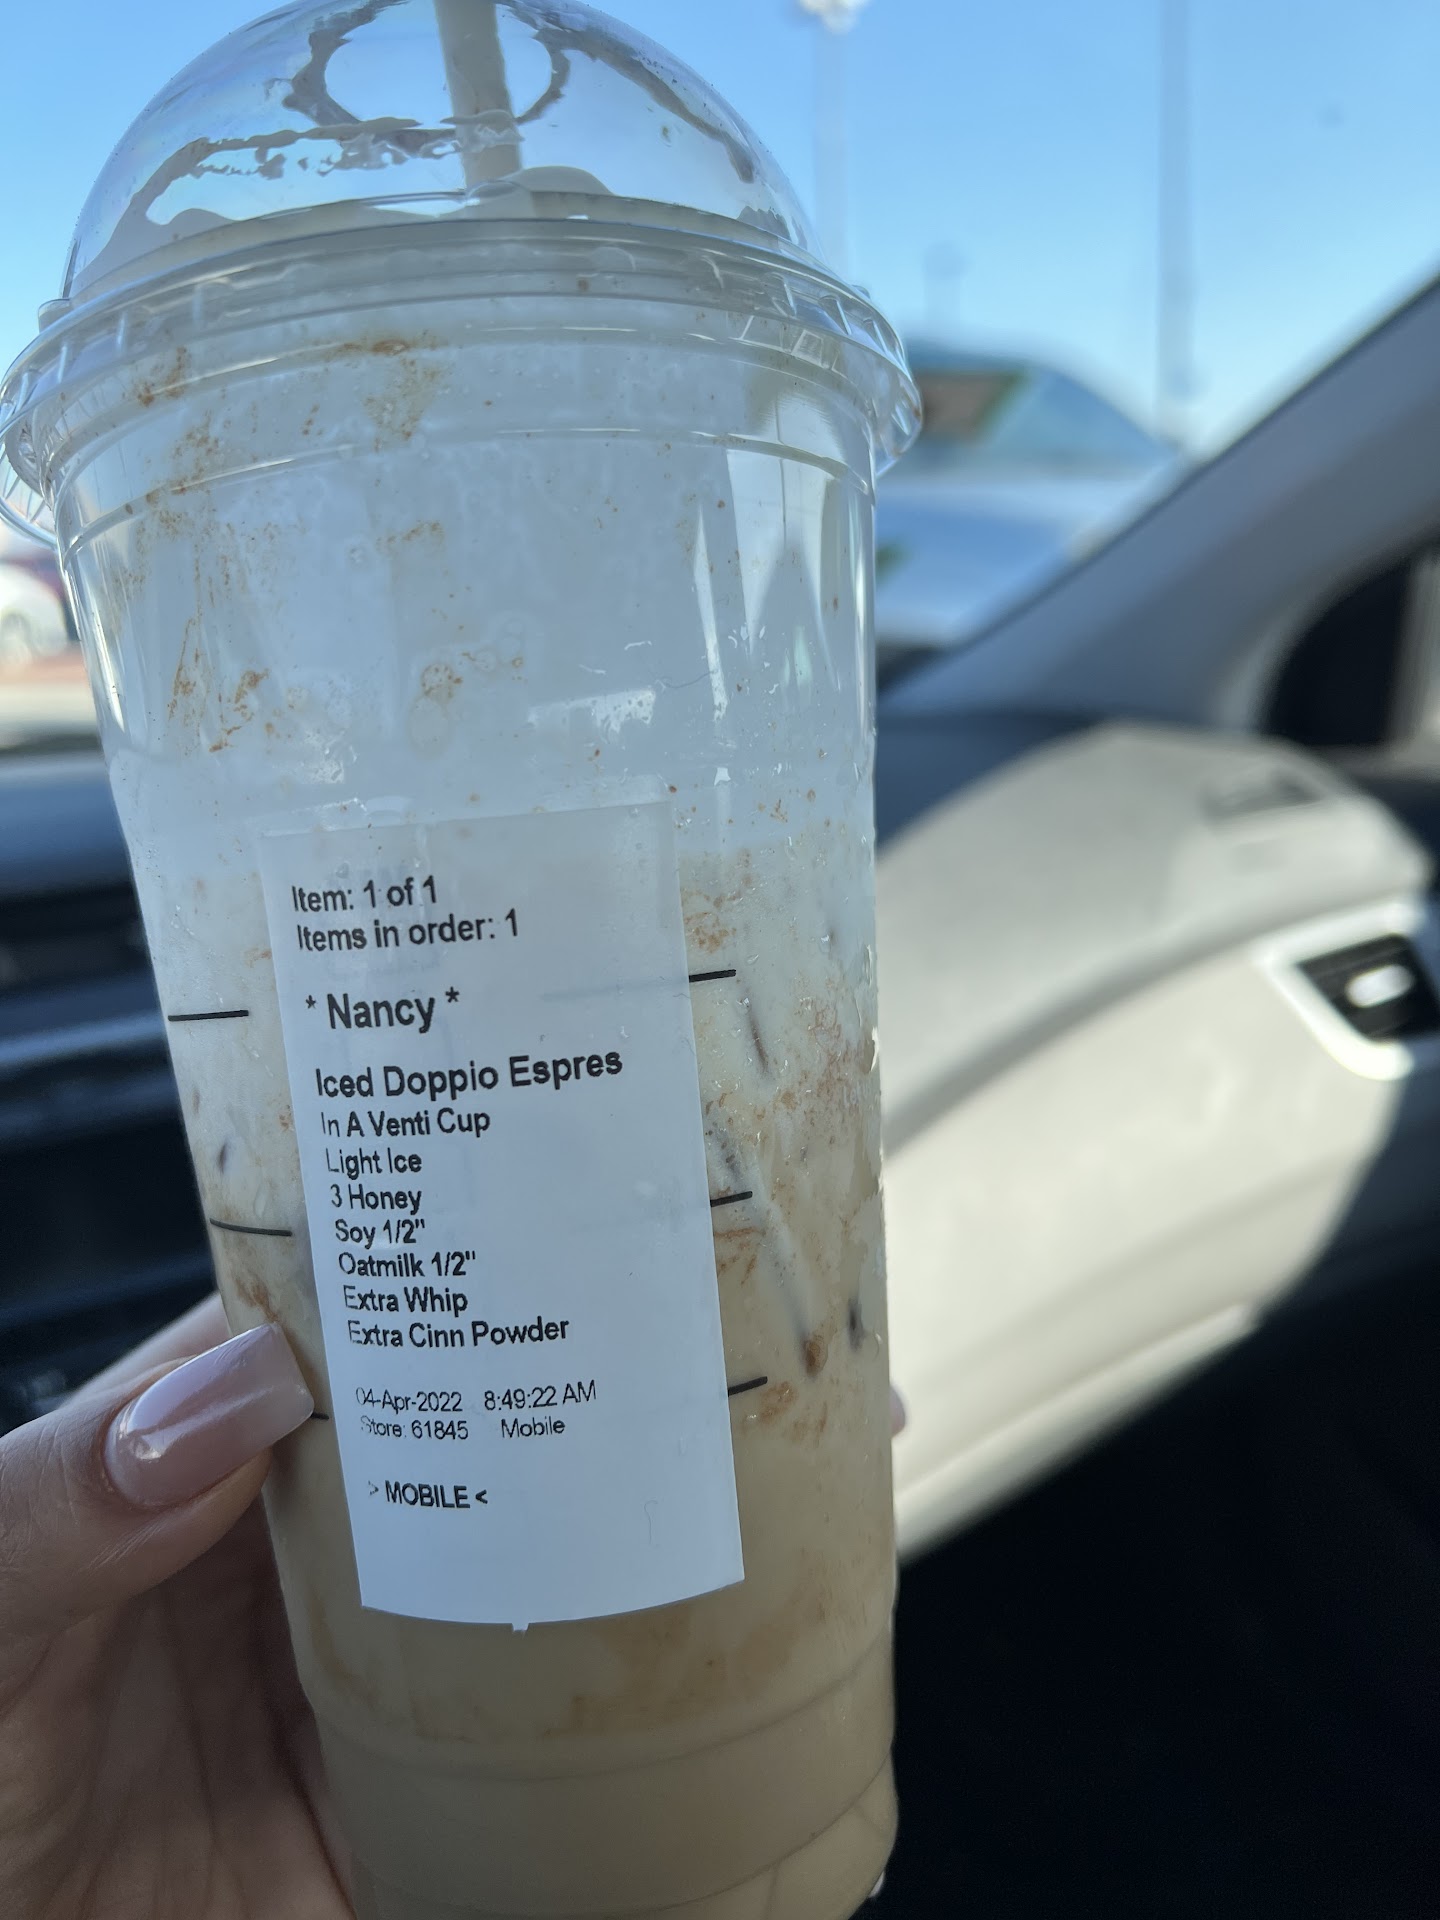 Item: 1 of 1
Items in order: 1
* Nancy *
Iced Doppio Espres
In A Venti Cup
Light Ice
3 Honey
Soy 1/2"
Oatmilk 1/2"
Extra Whip
Extra Cinn Powder
04-Apr-2022 8:49:22 AM
Store: 61845 Mobile
> MOBILE <